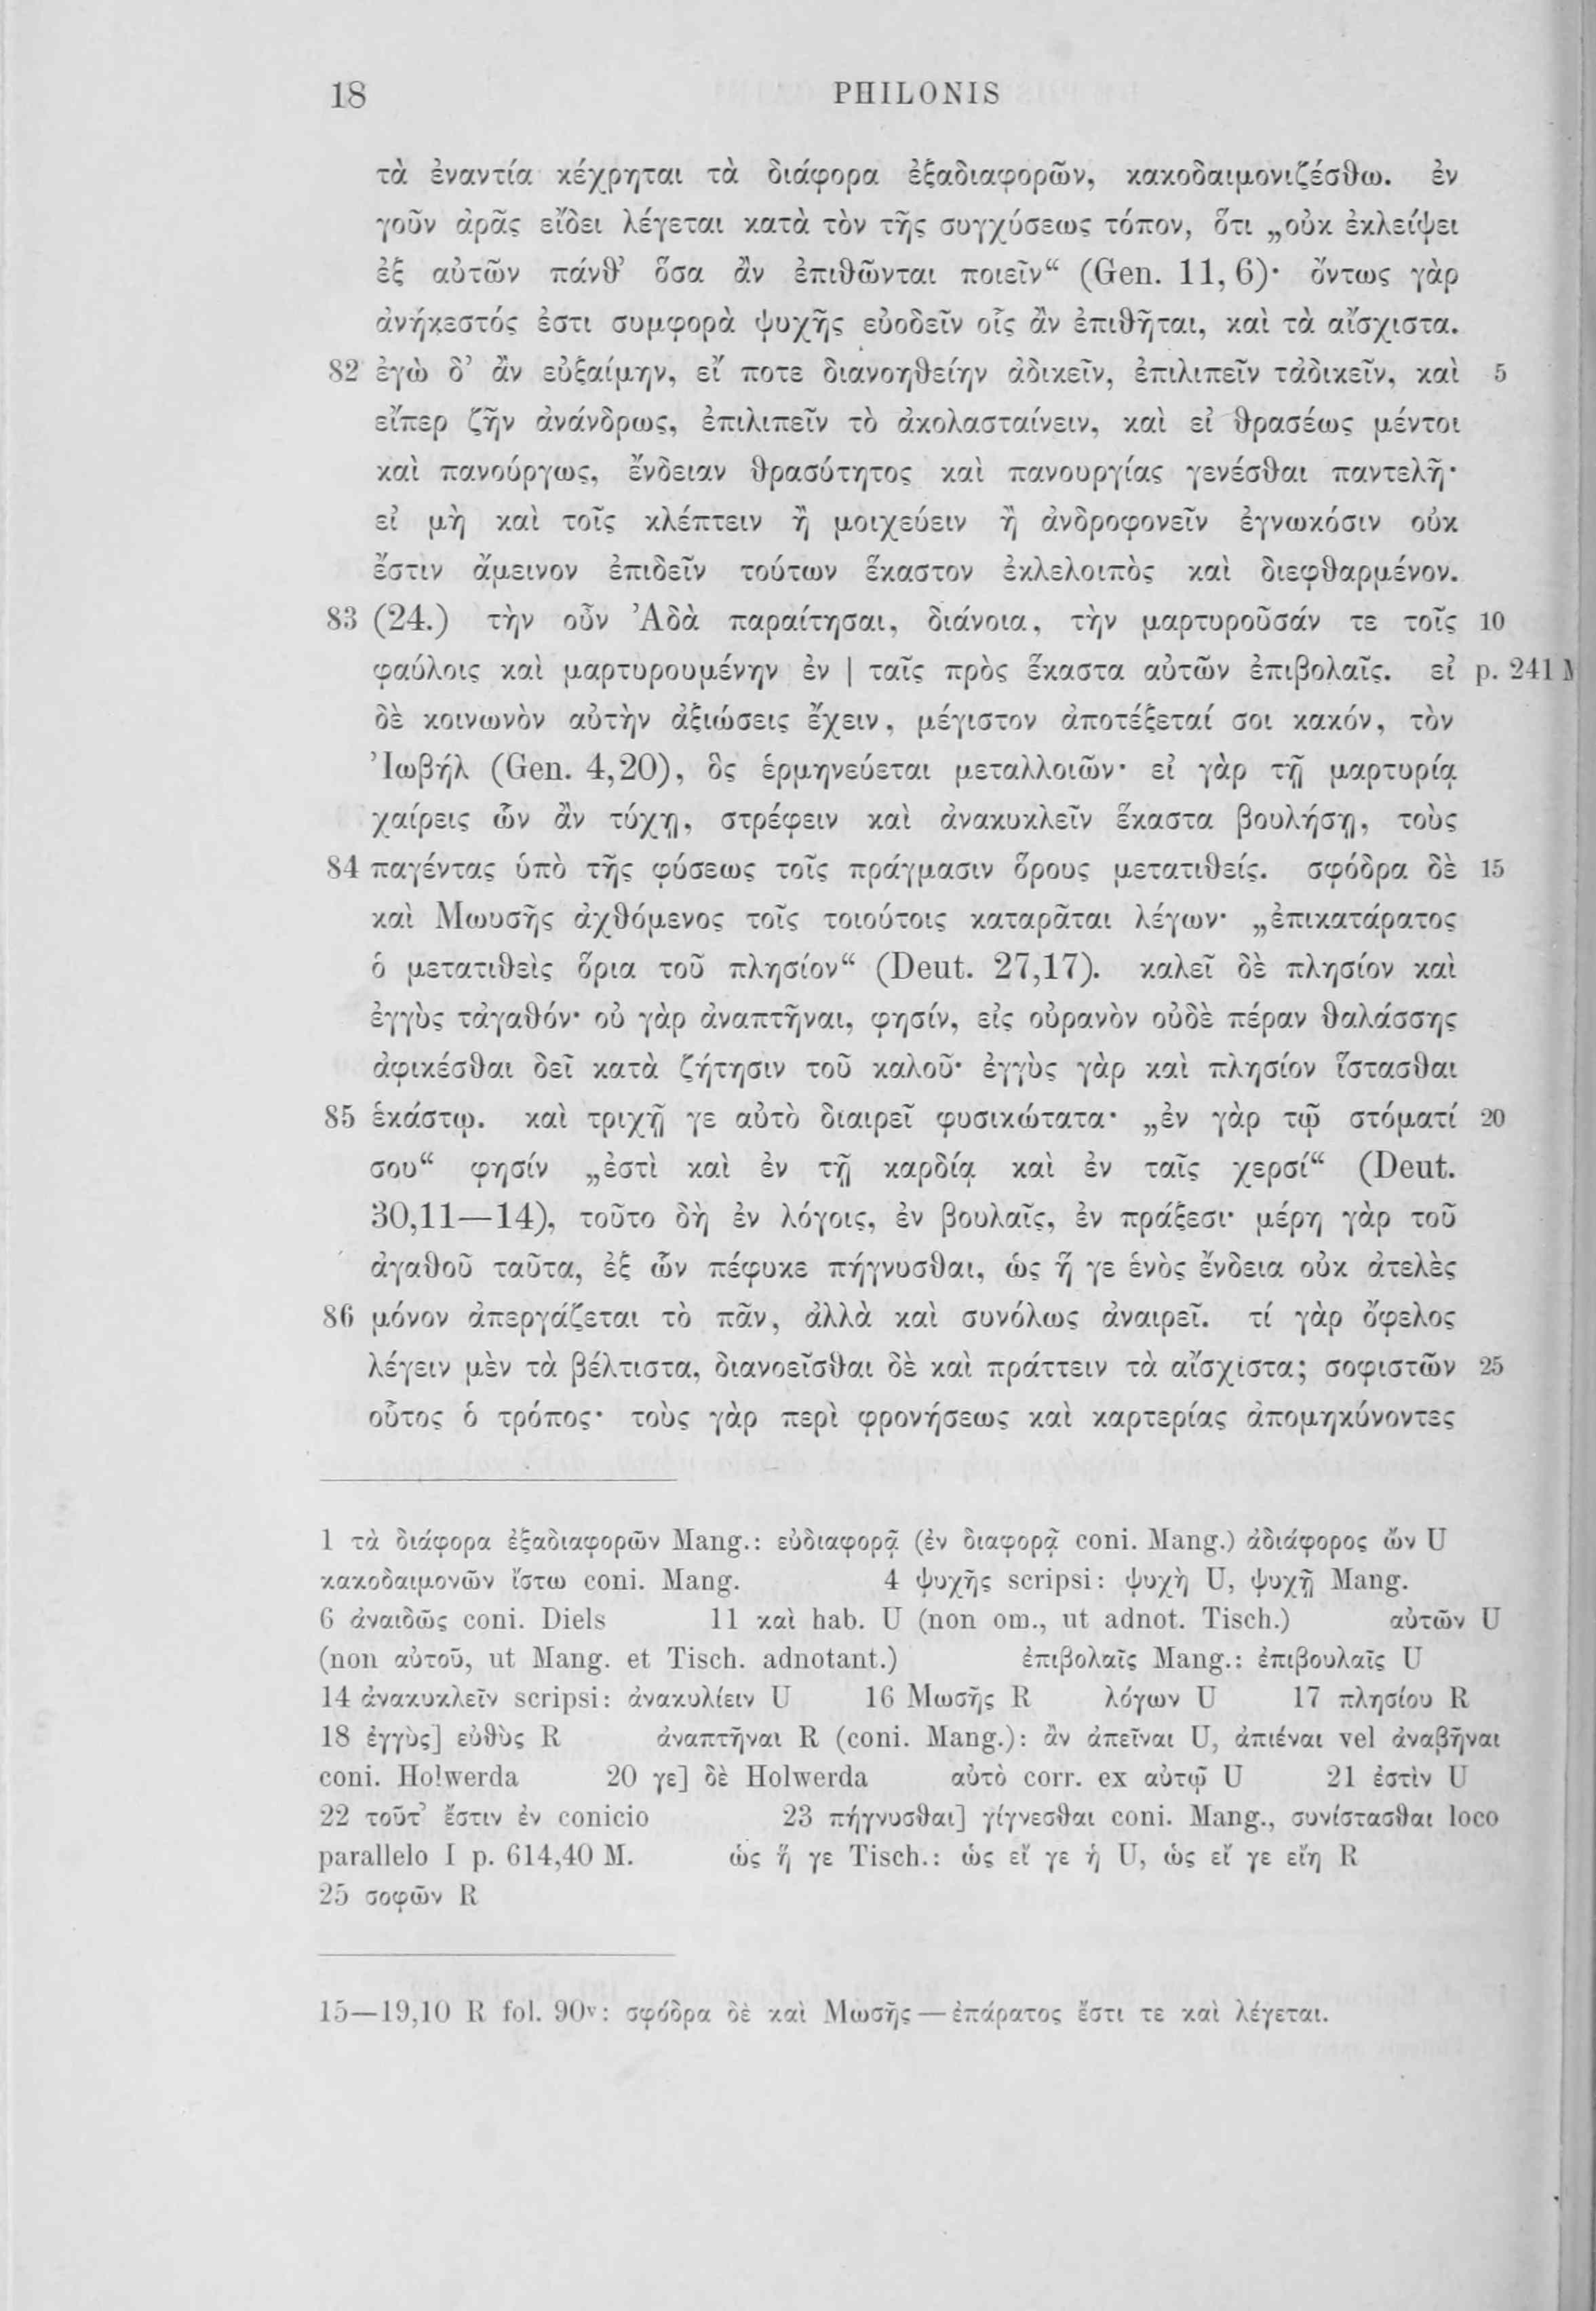 18 PHILONIS
τὰ ἐναντία κέχρηται τὰ διάφορα ἐξαδιαφορῶν, κακοδαιμονιζέσθω. ἐν
γοῦν ἀρᾶς εἴδει λέγεται κατὰ τὸν τῆς συγχύσεως τόπον, ὅτι „οὐκ ἐκλείψει
ἐξ αὐτῶν πάνθ’ ὅσα ἂν ἐπιθῶνται ποιεῖν“ (Gen. 11, 6)· ὄντως γὰρ
ἀνήκεστός ἐστι συμφορὰ ψυχῆς εὐοδεῖν οἷς ἂν ἐπιθῆται, καὶ τὰ αἴσχιστα.
82 ἐγὼ δ’ ἂν εὐξαίμην, εἴ ποτε διανοηθείην ἀδικεῖν, ἐπιλιπεῖν τἀδικεῖν, καὶ 5
εἴπερ ζῆν ἀνάνδρως, ἐπιλιπεῖν τὸ ἀκολασταίνειν, καὶ εἰ θρασέως μέντοι
καὶ πανούργως, ἔνδειαν θρασύτητος καὶ πανουργίας γενέσθαι παντελῆ·
εἰ μὴ καὶ τοῖς κλέπτειν ἢ μοιχεύειν ἢ ἀνδροφονεῖν ἐγνωκόσιν οὐκ
ἔστιν ἄμεινον ἐπιδεῖν τούτων ἕκαστον ἐκλελοιπὸς καὶ διεφθαρμένον.
83 (24.) τὴν οὖν Ἀδὰ παραίτησαι, διάνοια, τὴν μαρτυροῦσάν τε τοῖς 10
φαύλοις καὶ μαρτυρουμένην ἐν | ταῖς πρὸς ἕκαστα αὐτῶν ἐπιβολαῖς. εἰ p. 241 M
δὲ κοινωνὸν αὐτὴν ἀξιώσεις ἔχειν, μέγιστον ἀποτέξεταί σοι κακόν, τὸν
Ἰωβήλ (Gen. 4,20), ὃς ἑρμηνεύεται μεταλλοιῶν· εἰ γὰρ τῇ μαρτυρίᾳ
χαίρεις ὧν ἂν τύχῃ, στρέφειν καὶ ἀνακυκλεῖν ἕκαστα βουλήσῃ, τοὺς
84 παγέντας ὑπὸ τῆς φύσεως τοῖς πράγμασιν ὅρους μετατιθείς. σφόδρα δὲ 15
καὶ Μωυσῆς ἀχθόμενος τοῖς τοιούτοις καταρᾶται λέγων· „ἐπικατάρατος
ὁ μετατιθεὶς ὅρια τοῦ πλησίον“ (Deut. 27,17). καλεῖ δὲ πλησίον καὶ
ἐγγὺς τἀγαθόν· οὐ γὰρ ἀναπτῆναι, φησίν, εἰς οὐρανὸν οὐδὲ πέραν θαλάσσης
ἀφικέσθαι δεῖ κατὰ ζήτησιν τοῦ καλοῦ· ἐγγὺς γὰρ καὶ πλησίον ἵστασθαι
85 ἑκάστῳ. καὶ τριχῇ γε αὐτὸ διαιρεῖ φυσικώτατα· „ἐν γὰρ τῷ στόματί 20
σου“ φησίν „ἐστὶ καὶ ἐν τῇ καρδίᾳ καὶ ἐν ταῖς χερσί“ (Deut.
30,11—14), τοῦτο δὴ ἐν λόγοις, ἐν βουλαῖς, ἐν πράξεσι· μέρη γὰρ τοῦ
ἀγαθοῦ ταῦτα, ἐξ ὧν πέφυκε πήγνυσθαι, ὡς ἥ γε ἑνὸς ἔνδεια οὐκ ἀτελὲς
86 μόνον ἀπεργάζεται τὸ πᾶν, ἀλλὰ καὶ συνόλως ἀναιρεῖ. τί γὰρ ὄφελος
λέγειν μὲν τὰ βέλτιστα, διανοεῖσθαι δὲ καὶ πράττειν τὰ αἴσχιστα; σοφιστῶν 25
οὗτος ὁ τρόπος· τοὺς γὰρ περὶ φρονήσεως καὶ καρτερίας ἀπομηκύνοντες
1 τὰ διάφορα ἐξαδιαφορῶν Mang.: εὐδιαφορᾷ (ἐν διαφορᾷ coni. Mang.) ἀδιάφορος ὤν U
κακοδαιμονῶν ἴστω coni. Mang. 4 ψυχῆς scripsi: ψυχὴ U, ψυχῇ Mang.
6 ἀναιδῶς coni. Diels 11 καὶ hab. U (non om., ut adnot. Tisch.) αὐτῶν U
(non αὐτοῦ, ut Mang. et Tisch. adnotant.) ἐπιβολαῖς Mang.: ἐπιβουλαῖς U
14 ἀνακυκλεῖν scripsi: ἀνακυλίειν U 16 Μωσῆς R λόγων U 17 πλησίου R
18 ἐγγὺς] εὐθὺς R ἀναπτῆναι R (coni. Mang.): ἂν ἀπεῖναι U, ἀπιέναι vel ἀναβῆναι
coni. Holwerda 20 γε] δὲ Holwerda αὐτὸ corr. ex αὐτῷ U 21 ἐστὶν U
22 τοῦτ’ ἔστιν ἐν conicio 23 πήγνυσθαι] γίγνεσθαι coni. Mang., συνίστασθαι loco
parallelo I p. 614,40 M. ὡς ἥ γε Tisch.: ὡς εἴ γε ἡ U, ὡς εἴ γε εἴη R
25 σοφῶν R
15—19,10 R fol. 90v: σφόδρα δὲ καὶ Μωσῆς — ἐπάρατος ἔστι τε καὶ λέγεται.